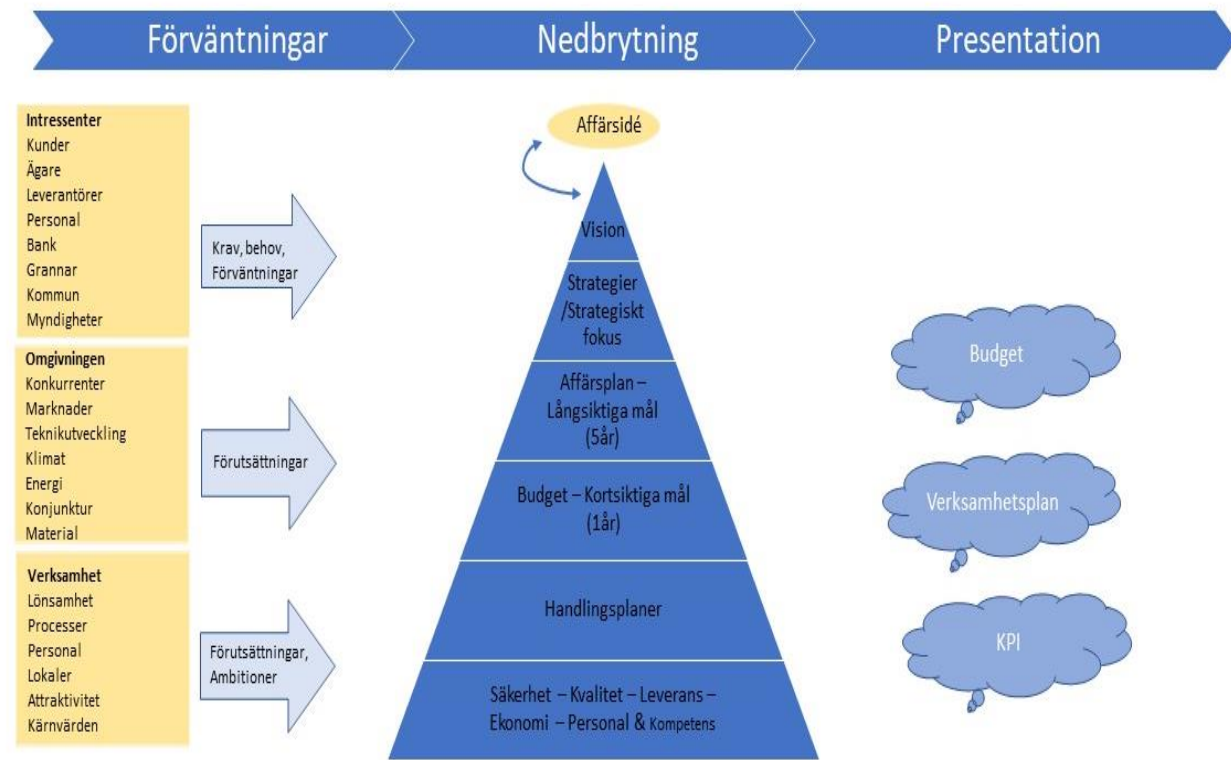 Förväntningar
Nedbrytning
Presentation
Intressenter
Kunder
Ägare
Leverantörer
Personal
Bank
Grannar
Kommun
Myndigheter
Krav, behov,
Förväntningar
Omgivningen
Konkurrenter
Marknader
Teknikutveckling
Klimat
Energi
Konjunktur
Material
Förutsättningar
Verksamhet
Lönsamhet
Processer
Personal
Lokaler
Attraktivitet
Kärnvärden
Förutsättningar,
Ambitioner
Affärsidé
Vision
Strategier
/Strategiskt
fokus
Affärsplan –
Långsiktiga mål
(5år)
Budget – Kortsiktiga mål
(1år)
Handlingsplaner
Säkerhet – Kvalitet – Leverans –
Ekonomi – Personal & Kompetens
Budget
Verksamhetsplan
KPI